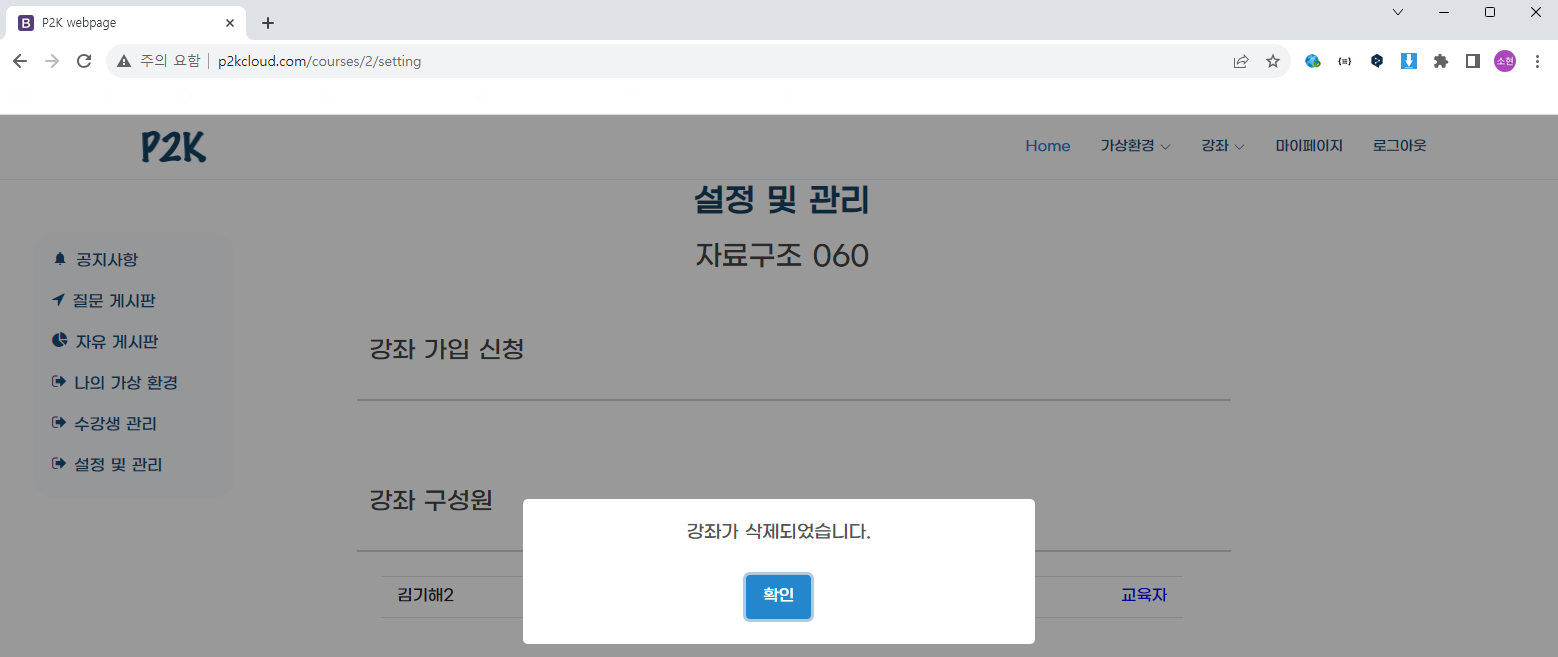 P2K webpage
주의 요함 p2kcloud.com/courses/2/setting
소현
P2K
Home 가상환경 강좌 마이페이지 로그아웃
설정 및 관리
자료구조 060
공지사항
질문 게시판
자유 게시판
나의 가상 환경
수강생 관리
설정 및 관리
강좌 가입 신청
강좌 구성원
김기해2 교육자
강좌가 삭제되었습니다.
확인